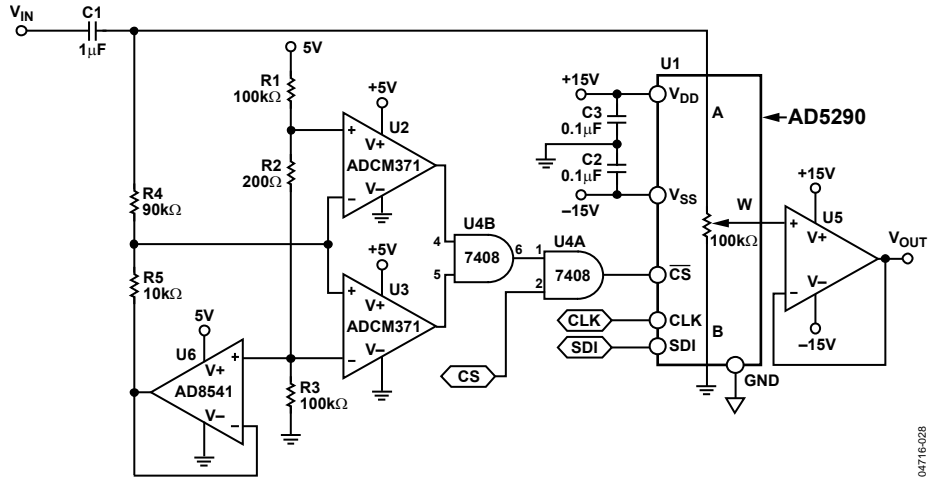 VIN
C1
1µF
5V
R1
100kΩ
R2
200Ω
R3
100kΩ
R4
90kΩ
R5
10kΩ
5V
U6
V+
AD8541
V–
+
–
+5V
U2
+
V+
ADCM371
V–
–
+5V
U3
+
V+
ADCM371
V–
–
U4B
4
5
7408
6
U4A
1
2
7408
CS
+15V
C3
0.1µF
C2
0.1µF
–15V
U1
VDD
A
AD5290
VSS
W
100kΩ
CS
CLK
CLK
SDI
SDI
B
GND
+15V
U5
+
V+
V–
–
–15V
VOUT
04716-028